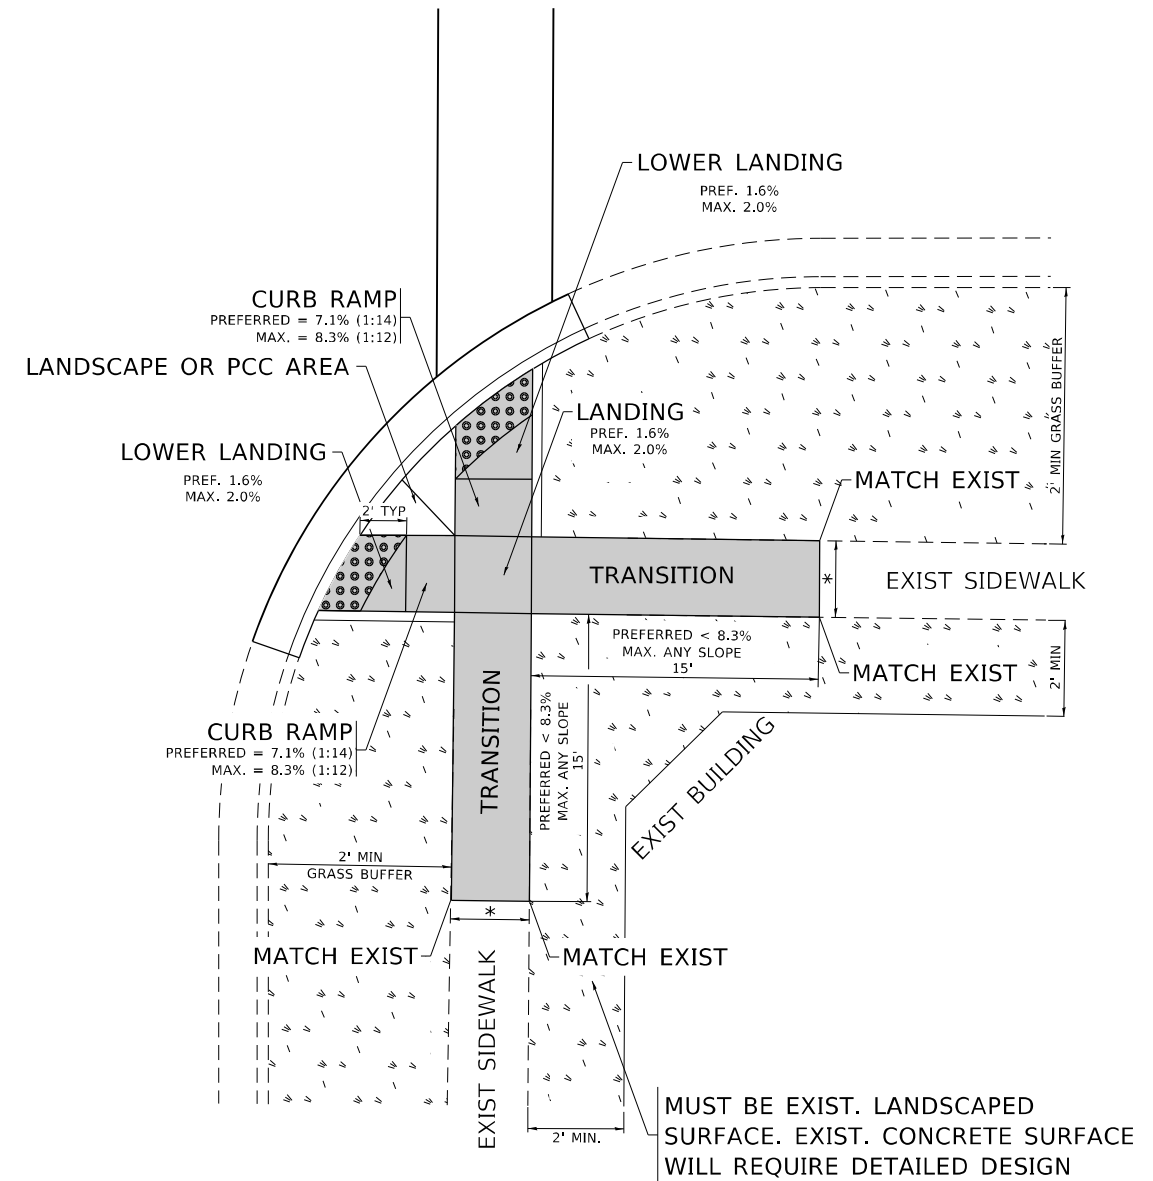 LOWER LANDING
PREF. 1.6%
MAX. 2.0%
CURB RAMP
PREFERRED = 7.1% (1:14)
MAX. = 8.3% (1:12)
LANDSCAPE OR PCC AREA
LANDING
PREF. 1.6%
MAX. 2.0%
2' MIN GRASS BUFFER
LOWER LANDING
PREF. 1.6%
MAX. 2.0%
MATCH EXIST
2' TYP
TRANSITION
*
EXIST SIDEWALK
PREFERRED < 8.3%
MAX. ANY SLOPE
15'
MATCH EXIST
2' MIN
TRANSITION
PREFERRED < 8.3%
MAX. ANY SLOPE
15'
CURB RAMP
PREFERRED = 7.1% (1:14)
MAX. = 8.3% (1:12)
EXIST BUILDING
2' MIN
GRASS BUFFER
*
MATCH EXIST
MATCH EXIST
EXIST SIDEWALK
2' MIN.
MUST BE EXIST. LANDSCAPED
SURFACE. EXIST. CONCRETE SURFACE
WILL REQUIRE DETAILED DESIGN